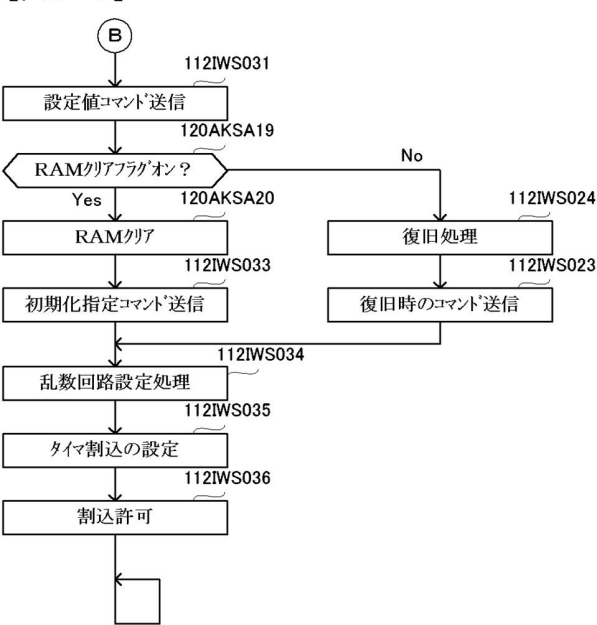 B
112IWS031
設定値ｺﾏﾝﾄﾞ送信
120AKSA19
RAMｸﾘｱﾌﾗｸﾞｵﾝ？
No
Yes
120AKSA20
112IWS024
RAMｸﾘｱ
復旧処理
112IWS033
112IWS023
初期化指定ｺﾏﾝﾄﾞ送信
復旧時のｺﾏﾝﾄﾞ送信
112IWS034
乱数回路設定処理
112IWS035
ﾀｲﾏ割込の設定
112IWS036
割込許可